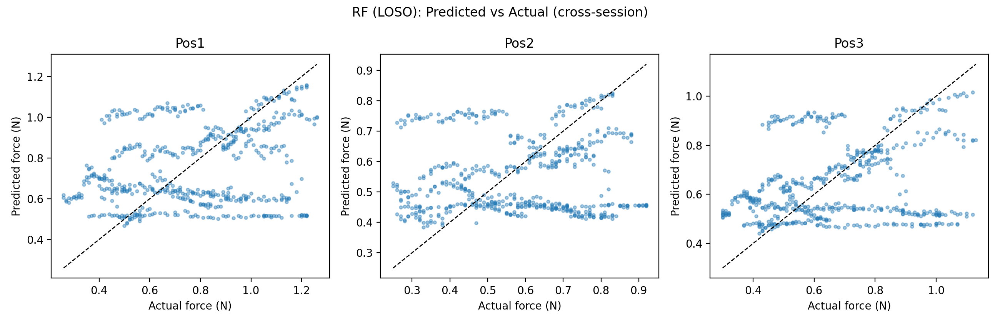 RF (LOSO): Predicted vs Actual (cross-session)
Pos1
Predicted force (N)
1.2
1.0
0.8
0.6
0.4
0.4 0.6 0.8 1.0 1.2
Actual force (N)
Pos2
Predicted force (N)
0.9
0.8
0.7
0.6
0.5
0.4
0.3
0.3 0.4 0.5 0.6 0.7 0.8 0.9
Actual force (N)
Pos3
Predicted force (N)
1.0
0.8
0.6
0.4
0.4 0.6 0.8 1.0
Actual force (N)